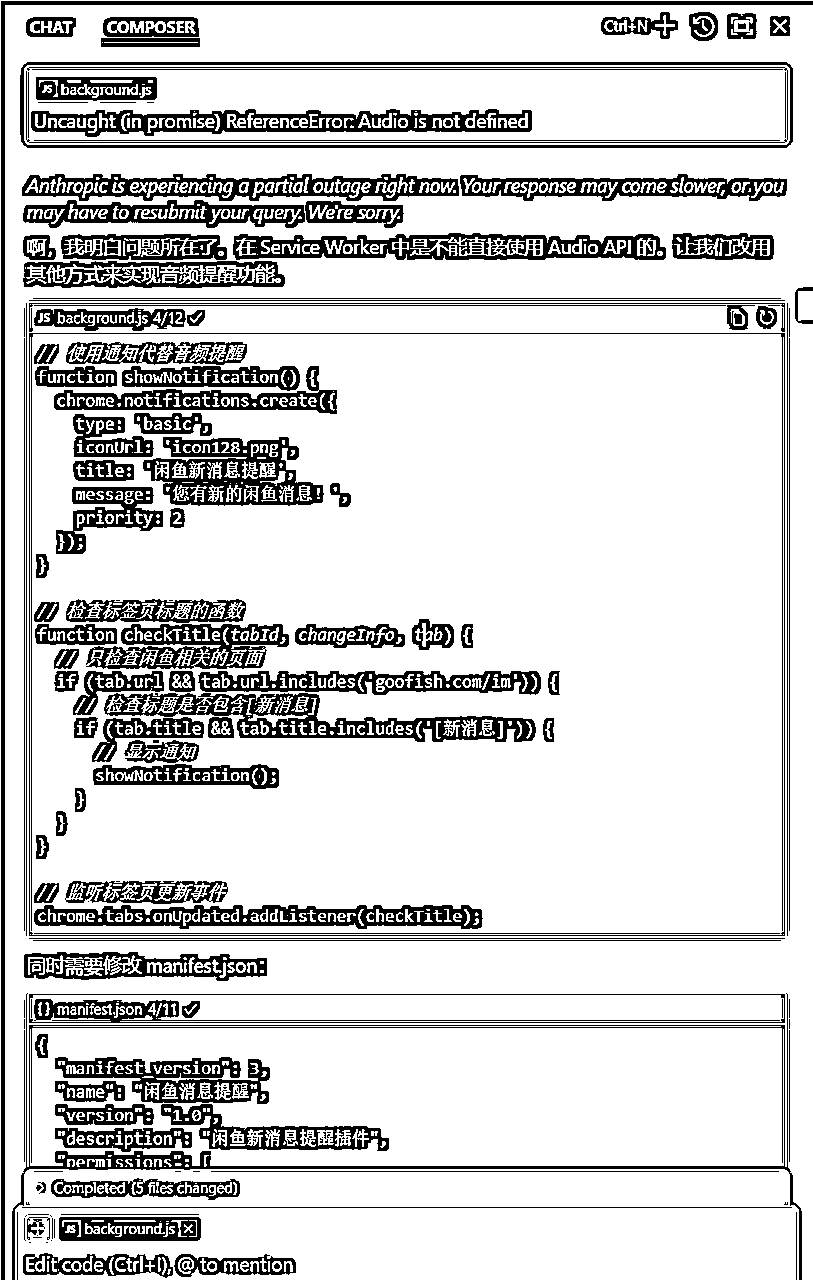 CHAT COMPOSER Ctrl+N
JS background.js
Uncaught (in promise) ReferenceError: Audio is not defined
Anthropic is experiencing a partial outage right now. Your response may come slower, or you
may have to resubmit your query. We're sorry.
啊，我明白问题所在了。在 Service Worker 中是不能直接使用 Audio API 的。让我们改用
其他方式来实现音频提醒功能。
JS background.js 4/12
// 使用通知代替音频提醒
function showNotification() {
chrome.notifications.create({
type: 'basic',
iconUrl: 'icon128.png',
title: '闲鱼新消息提醒',
message: '您有新的闲鱼消息！',
priority: 2
});
}
// 检查标签页标题的函数
function checkTitle(tabId, changeInfo, tab) {
// 只检查闲鱼相关的页面
if (tab.url && tab.url.includes('goofish.com/im')) {
// 检查标题是否包含[新消息]
if (tab.title && tab.title.includes('[新消息]')) {
// 显示通知
showNotification();
}
}
}
// 监听标签页更新事件
chrome.tabs.onUpdated.addListener(checkTitle);
同时需要修改 manifest.json：
{} manifest.json 4/11
{
"manifest_version": 3,
"name": "闲鱼消息提醒",
"version": "1.0",
"description": "闲鱼新消息提醒插件",
"permissions": [
Completed (5 files changed)
JS background.js
Edit code (Ctrl+I), @ to mention